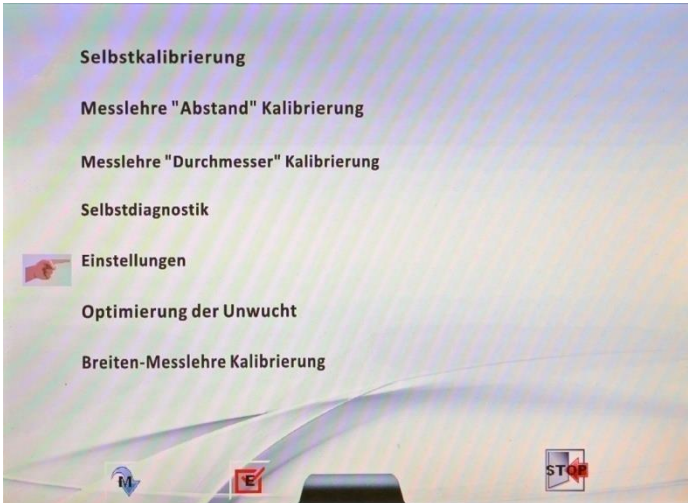 Selbstkalibrierung
Messlehre "Abstand" Kalibrierung
Messlehre "Durchmesser" Kalibrierung
Selbstdiagnostik
Einstellungen
Optimierung der Unwucht
Breiten-Messlehre Kalibrierung
M
E
STOP